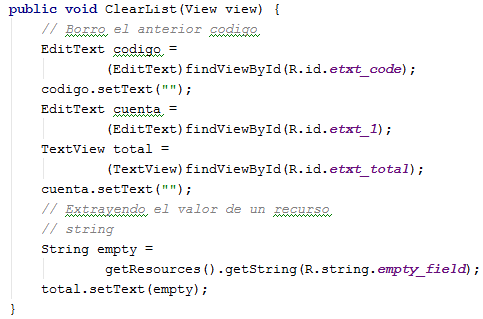 public void ClearList(View view) {
    // Borro el anterior codigo
    EditText codigo =
            (EditText)findViewById(R.id.etxt_code);
    codigo.setText("");
    EditText cuenta =
            (EditText)findViewById(R.id.etxt_1);
    TextView total =
            (TextView)findViewById(R.id.etxt_total);
    cuenta.setText("");
    // Extrayendo el valor de un recurso
    // string
    String empty =
            getResources().getString(R.string.empty_field);
    total.setText(empty);
}